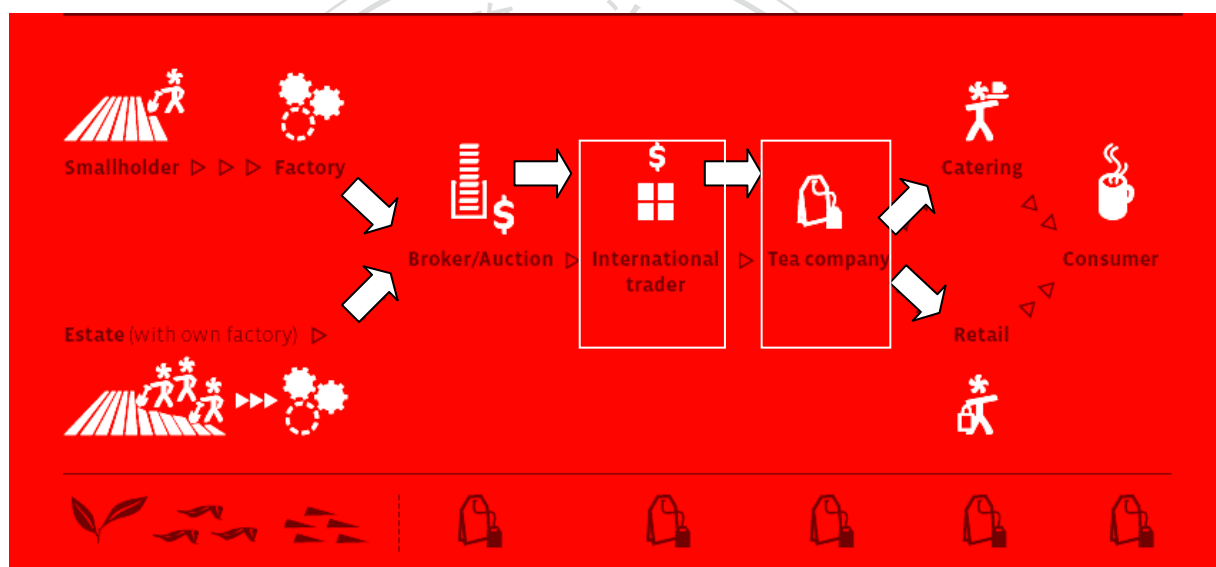 Smallholder ▷ ▷ ▷ Factory
Catering
$
$
Broker/Auction ▷ International trader ▷ Tea company
Consumer
Estate (with own factory) ▷
Retail